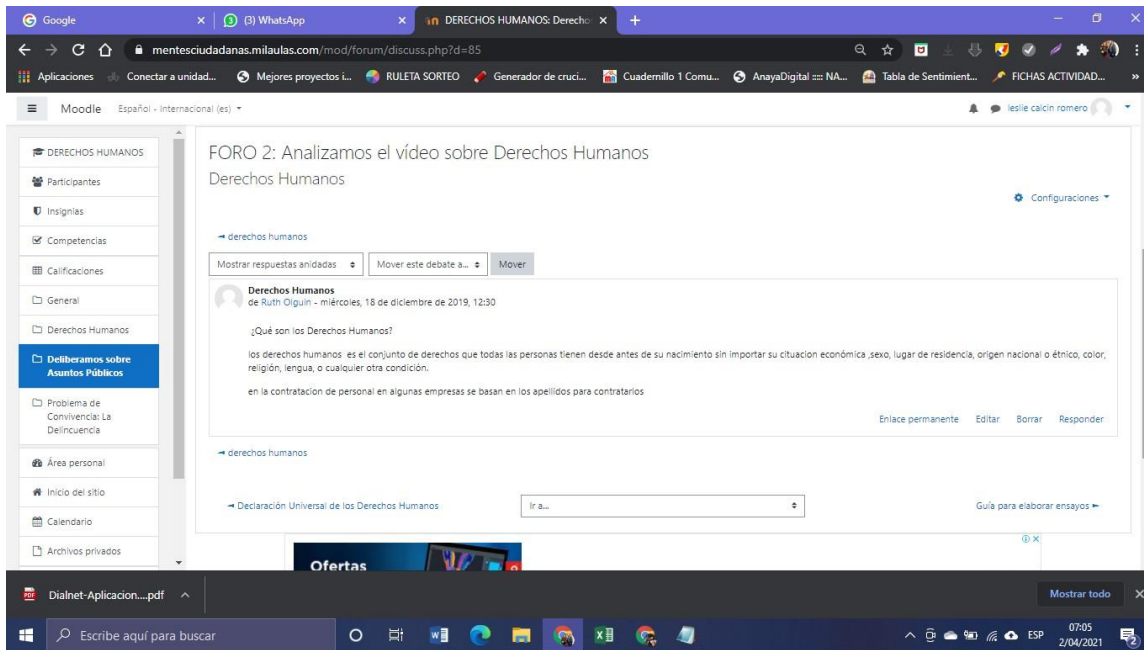 Google
(3) WhatsApp
DERECHOS HUMANOS: Derecho
mentesciudadanas.milaulas.com/mod/forum/discuss.php?d=85
Aplicaciones
Conectar a unidad...
Mejores proyectos i...
RULETA SORTEO
Generador de cruci...
Cuadernillo 1 Comu...
AnayaDigital ::::: NA...
Tabla de Sentimient...
FICHAS ACTIVIDAD...
»
Moodle
Español - Internacional (es)
leslie calcin romero
DERECHOS HUMANOS
Participantes
Insignias
Competencias
Calificaciones
General
Derechos Humanos
Deliberamos sobre
Asuntos Públicos
Problema de
Convivencia: La
Delincuencia
Área personal
Inicio del sitio
Calendario
Archivos privados
FORO 2: Analizamos el vídeo sobre Derechos Humanos
Derechos Humanos
Configuraciones
◄ derechos humanos
Mostrar respuestas anidadas
Mover este debate a...
Mover
Derechos Humanos
de Ruth Olguin - miércoles, 18 de diciembre de 2019, 12:30
¿Qué son los Derechos Humanos?
los derechos humanos es el conjunto de derechos que todas las personas tienen desde antes de su nacimiento sin importar su cituacion económica ,sexo, lugar de residencia, origen nacional o étnico, color,
religión, lengua, o cualquier otra condición.
en la contratacion de personal en algunas empresas se basan en los apellidos para contratarlos
Enlace permanente Editar Borrar Responder
◄ derechos humanos
◄ Declaración Universal de los Derechos Humanos
Ir a...
Guía para elaborar ensayos ►
Ofertas
Dialnet-Aplicacion....pdf
Mostrar todo
Escribe aquí para buscar
ESP
07:05
2/04/2021
2